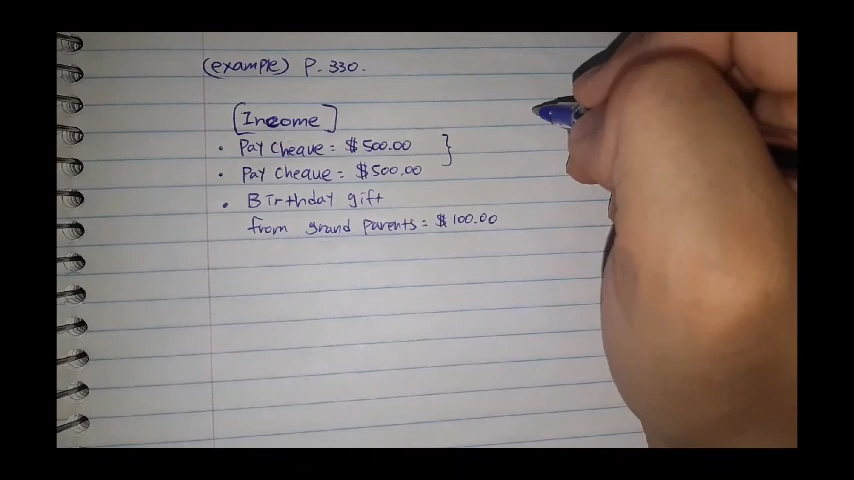 (example) P. 330.
[Income]
• Pay Cheque = $500.00
• Pay Cheque = $500.00
• Birthday gift
from grand parents = $100.00